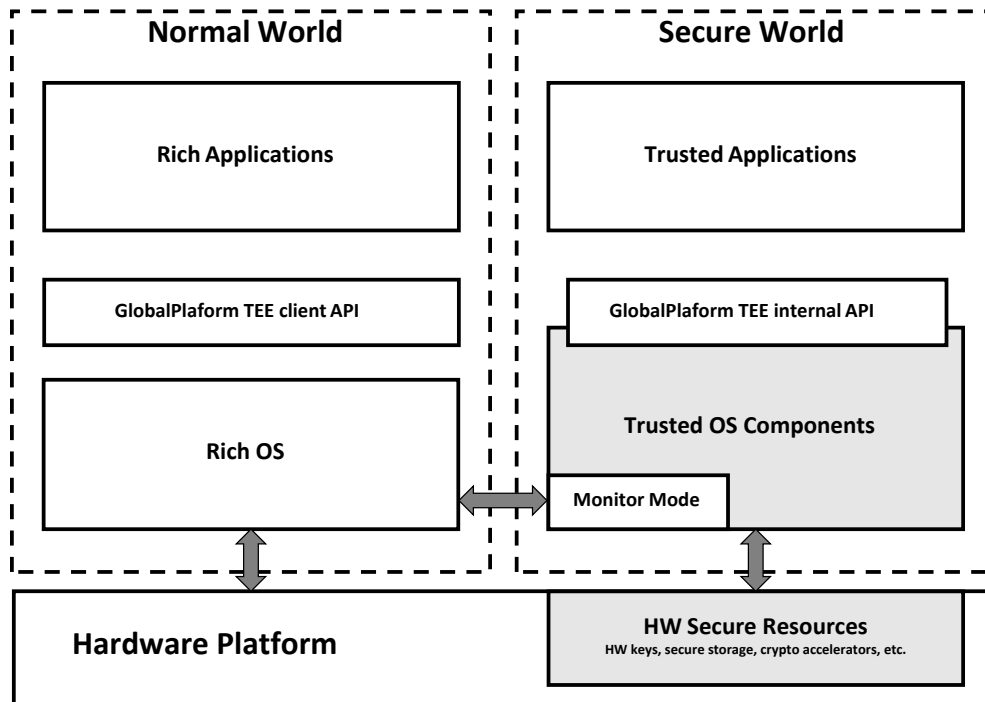 Normal World
Secure World
Rich Applications
Trusted Applications
GlobalPlaform TEE client API
GlobalPlaform TEE internal API
Trusted OS Components
Rich OS
Monitor Mode
Hardware Platform
HW Secure Resources
HW keys, secure storage, crypto accelerators, etc.